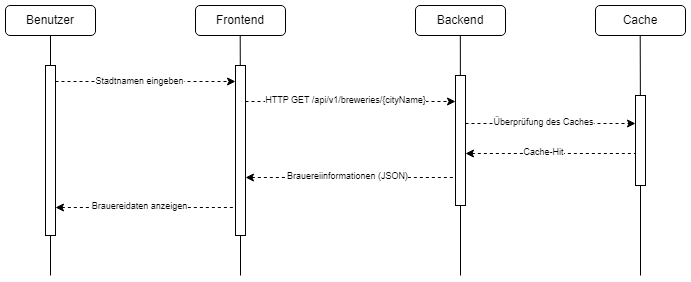 Benutzer
Frontend
Backend
Cache
Stadtnamen eingeben
HTTP GET /api/v1/breweries/{cityName}
Überprüfung des Caches
Cache-Hit
Brauereiinformationen (JSON)
Brauereidaten anzeigen